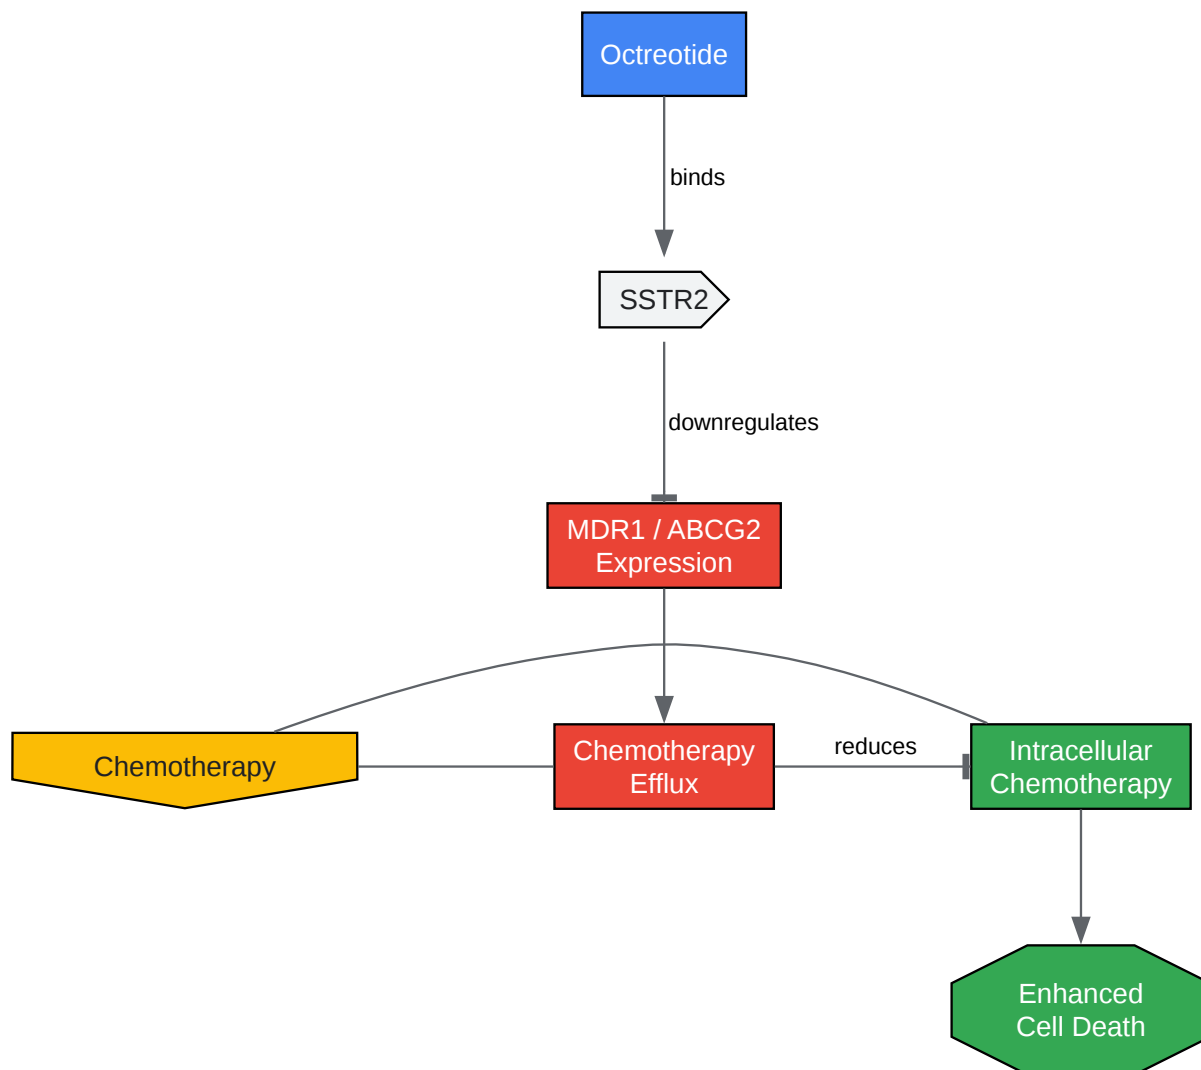 Octreotide
binds
SSTR2
downregulates
MDR1 / ABCG2
Expression
Chemotherapy
Chemotherapy
Efflux
reduces
Intracellular
Chemotherapy
Enhanced
Cell Death